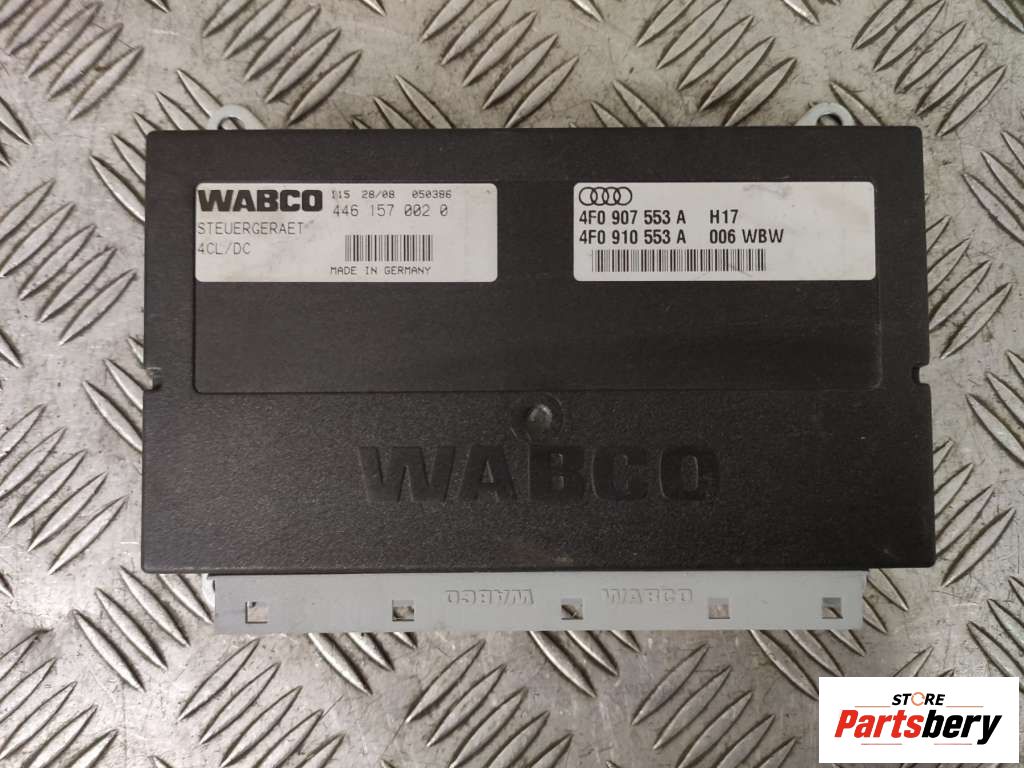 WABCO I15 28/08 050386
446 157 002 0
STEUERGERAET
4CL/DC
MADE IN GERMANY
4F0 907 553 A H17
4F0 910 553 A 006 WBW
WABCO
WABCO WABCO
STORE
Partsbery